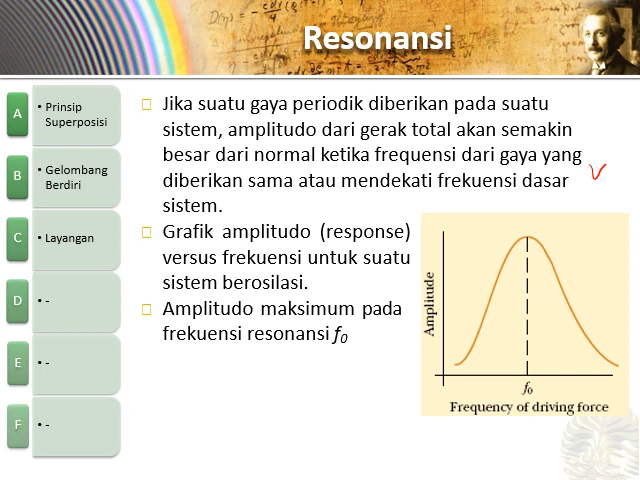 Resonansi
A
• Prinsip
Superposisi
B
• Gelombang
Berdiri
C
• Layangan
D
• -
E
• -
F
• -
Jika suatu gaya periodik diberikan pada suatu
sistem, amplitudo dari gerak total akan semakin
besar dari normal ketika frequensi dari gaya yang
diberikan sama atau mendekati frekuensi dasar
sistem.
Grafik amplitudo (response)
versus frekuensi untuk suatu
sistem berosilasi.
Amplitudo maksimum pada
frekuensi resonansi f0
Amplitude
f0
Frequency of driving force